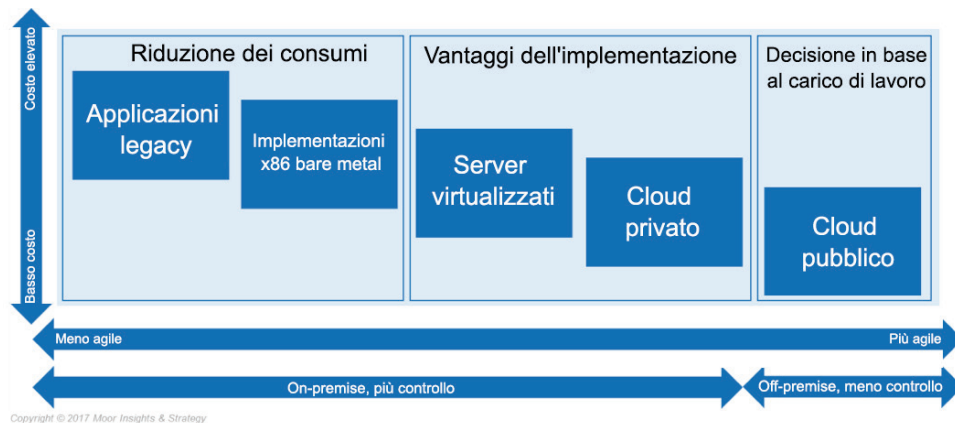 Costo elevato
Basso costo
Riduzione dei consumi
Applicazioni
legacy
Implementazioni
x86 bare metal
Vantaggi dell'implementazione
Server
virtualizzati
Cloud
privato
Decisione in base
al carico di lavoro
Cloud
pubblico
Meno agile
Più agile
On-premise, più controllo
Off-premise, meno controllo
Copyright © 2017 Moor Insights & Strategy